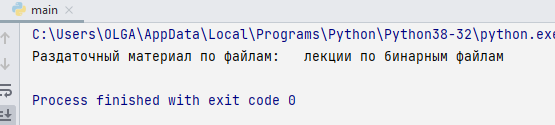 main
C:\Users\OLGA\AppData\Local\Programs\Python\Python38-32\python.exe
Раздаточный материал по файлам:   лекции по бинарным файлам
Process finished with exit code 0